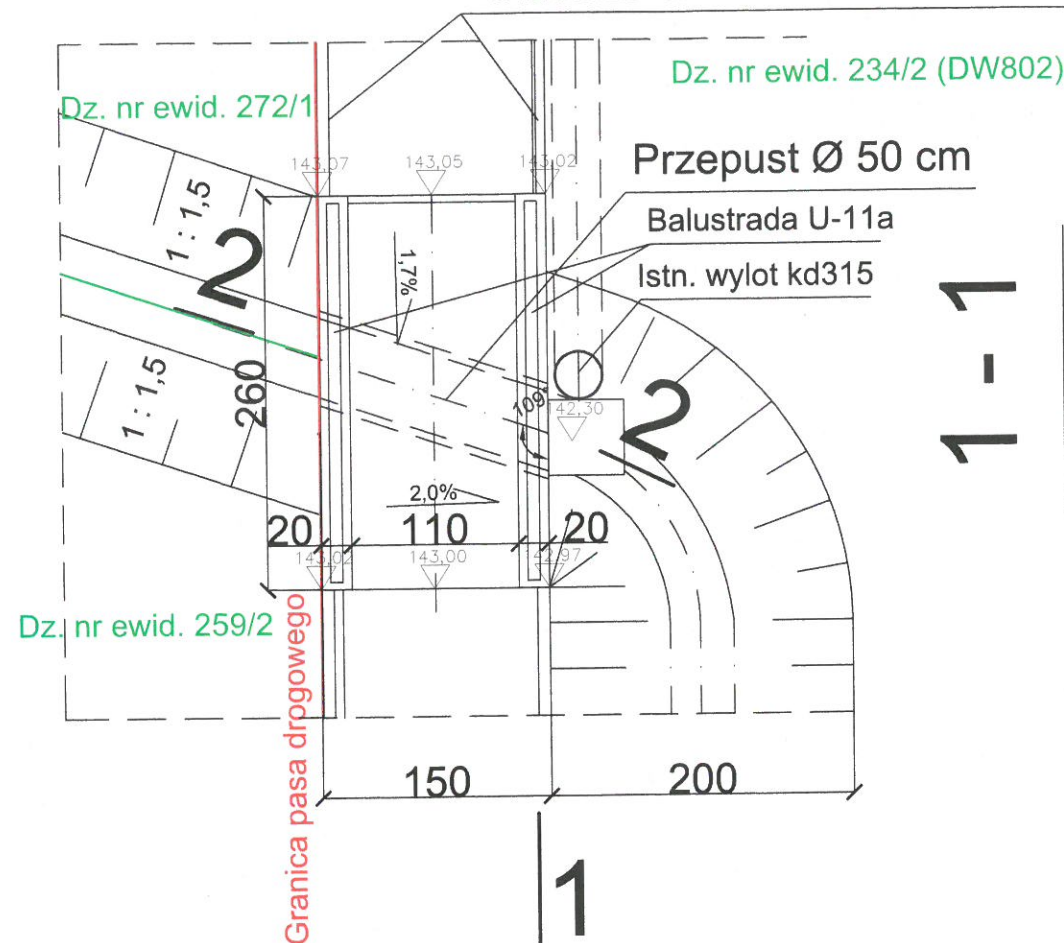 Dz. nr ewid. 234/2 (DW802)
Dz. nr ewid. 272/1
143,07
143,05
143,02
Przepust Ø 50 cm
Balustrada U-11a
Istn. wylot kd315
1 : 1,5
2
1,7%
260
1 : 1,5
109°
142,30
2
1 - 1
2,0%
20
110
20
143,02
143,00
142,97
Dz. nr ewid. 259/2
Granica pasa drogowego
150
200
1